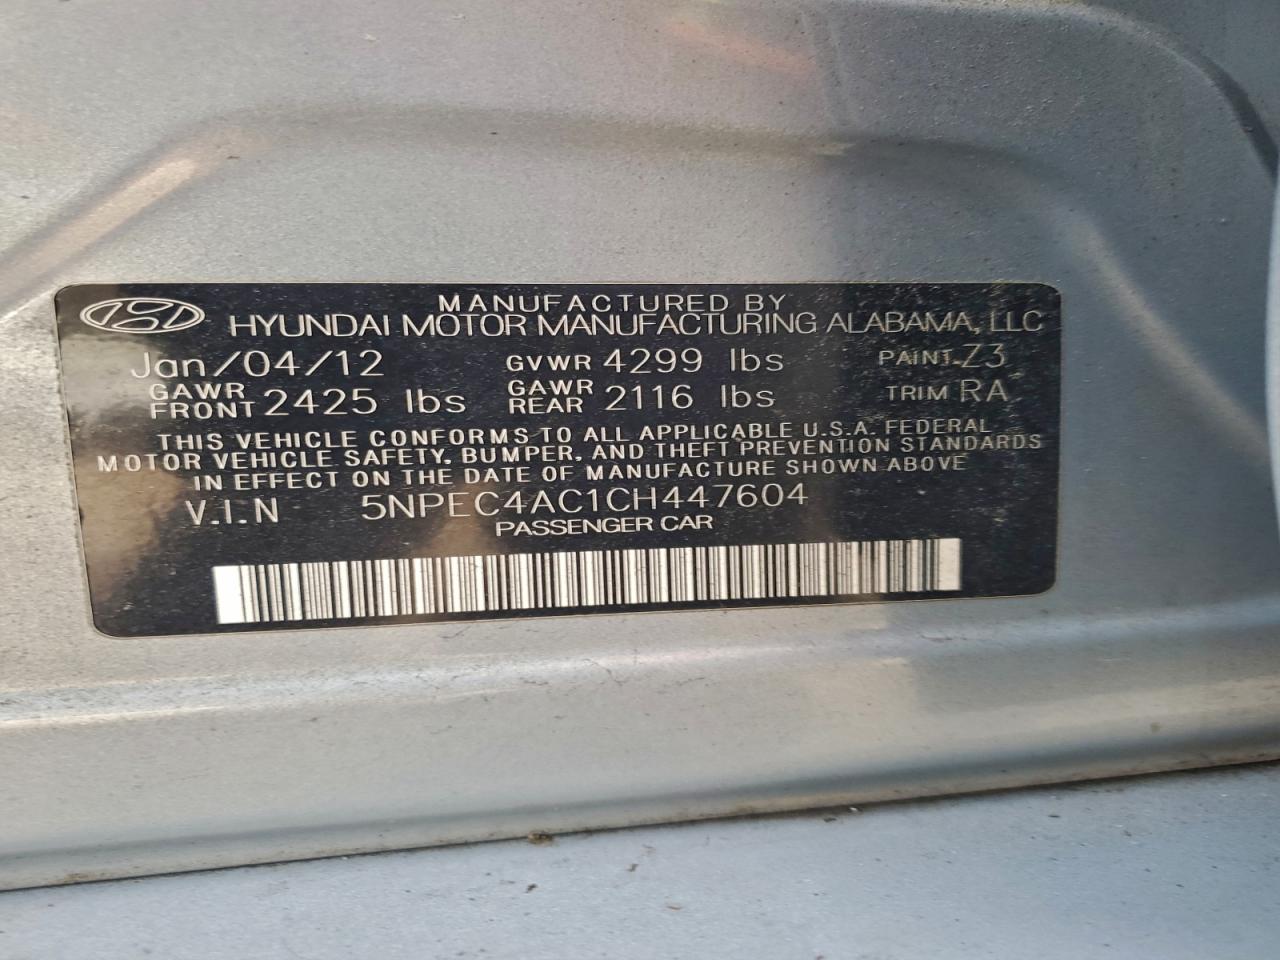 MANUFACTURED BY
HYUNDAI MOTOR MANUFACTURING ALABAMA, LLC
Jan/04/12 GVWR 4299 lbs PAINT Z3
GAWR FRONT 2425 lbs GAWR REAR 2116 lbs TRIM RA
THIS VEHICLE CONFORMS TO ALL APPLICABLE U.S.A. FEDERAL
MOTOR VEHICLE SAFETY, BUMPER, AND THEFT PREVENTION STANDARDS
IN EFFECT ON THE DATE OF MANUFACTURE SHOWN ABOVE
V.I.N 5NPEC4AC1CH447604
PASSENGER CAR